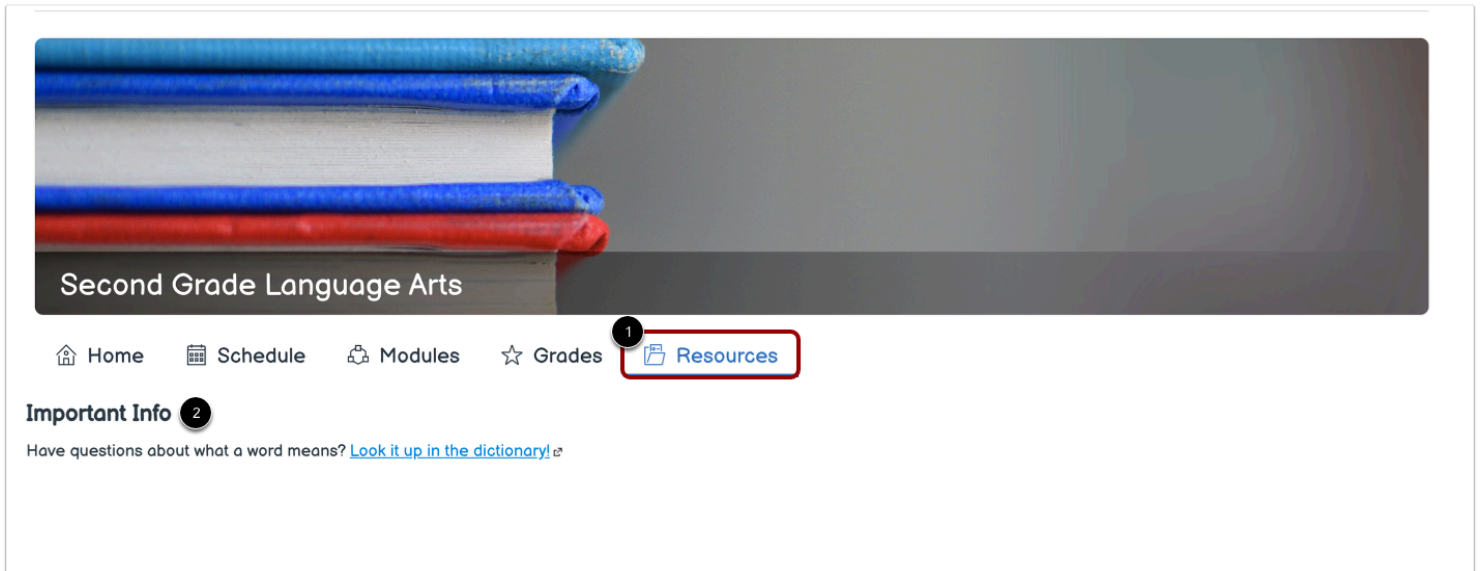 Second Grade Language Arts
1
Home Schedule Modules Grades Resources
Important Info 2
Have questions about what a word means? Look it up in the dictionary!